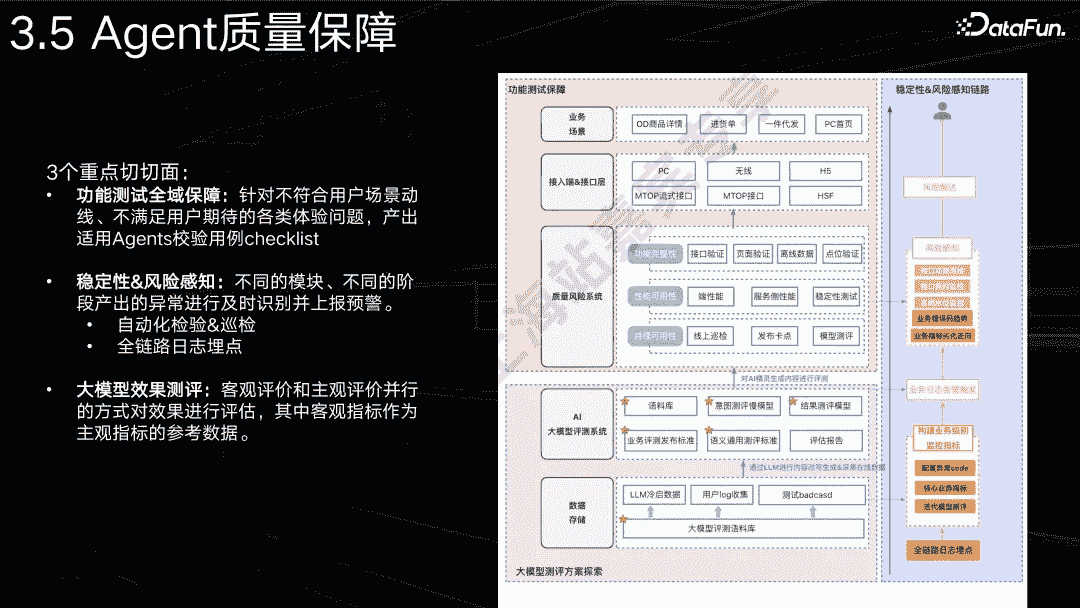 3.5 Agent质量保障
DataFun.
3个重点切切面：
• 功能测试全域保障：针对不符合用户场景动
线、不满足用户期待的各类体验问题，产出
适用Agents校验用例checklist
• 稳定性&风险感知：不同的模块、不同的阶
段产出的异常进行及时识别并上报预警。
• 自动化检验&巡检
• 全链路日志埋点
• 大模型效果测评：客观评价和主观评价并行
的方式对效果进行评估，其中客观指标作为
主观指标的参考数据。
功能测试保障
业务
场景
OD商品详情 进货单 一件代发 PC首页
接入端&接口层
PC 无线 H5
MTOP流式接口 MTOP接口 HSF
质量风险系统
功能完整性 接口验证 页面验证 离线数据 点位验证
性能可用性 端性能 服务侧性能 稳定性测试
持续可用性 线上巡检 发布卡点 模型测评
对AI精灵生成内容进行评测
AI
大模型评测系统
语料库 意图测评慢模型 结果测评模型
业务评测发布标准 语义通用测评标准 评估报告
通过LLM进行内容改写生成&采集在线数据
数据
存储
LLM冷启数据 用户log收集 测试badcasd
大模型评测语料库
大模型测评方案探索
稳定性&风险感知链路
风险感知
业务错误码趋势
构建业务级别
监控指标
配置异常code
核心业务指标
迭代模型测评
全链路日志埋点